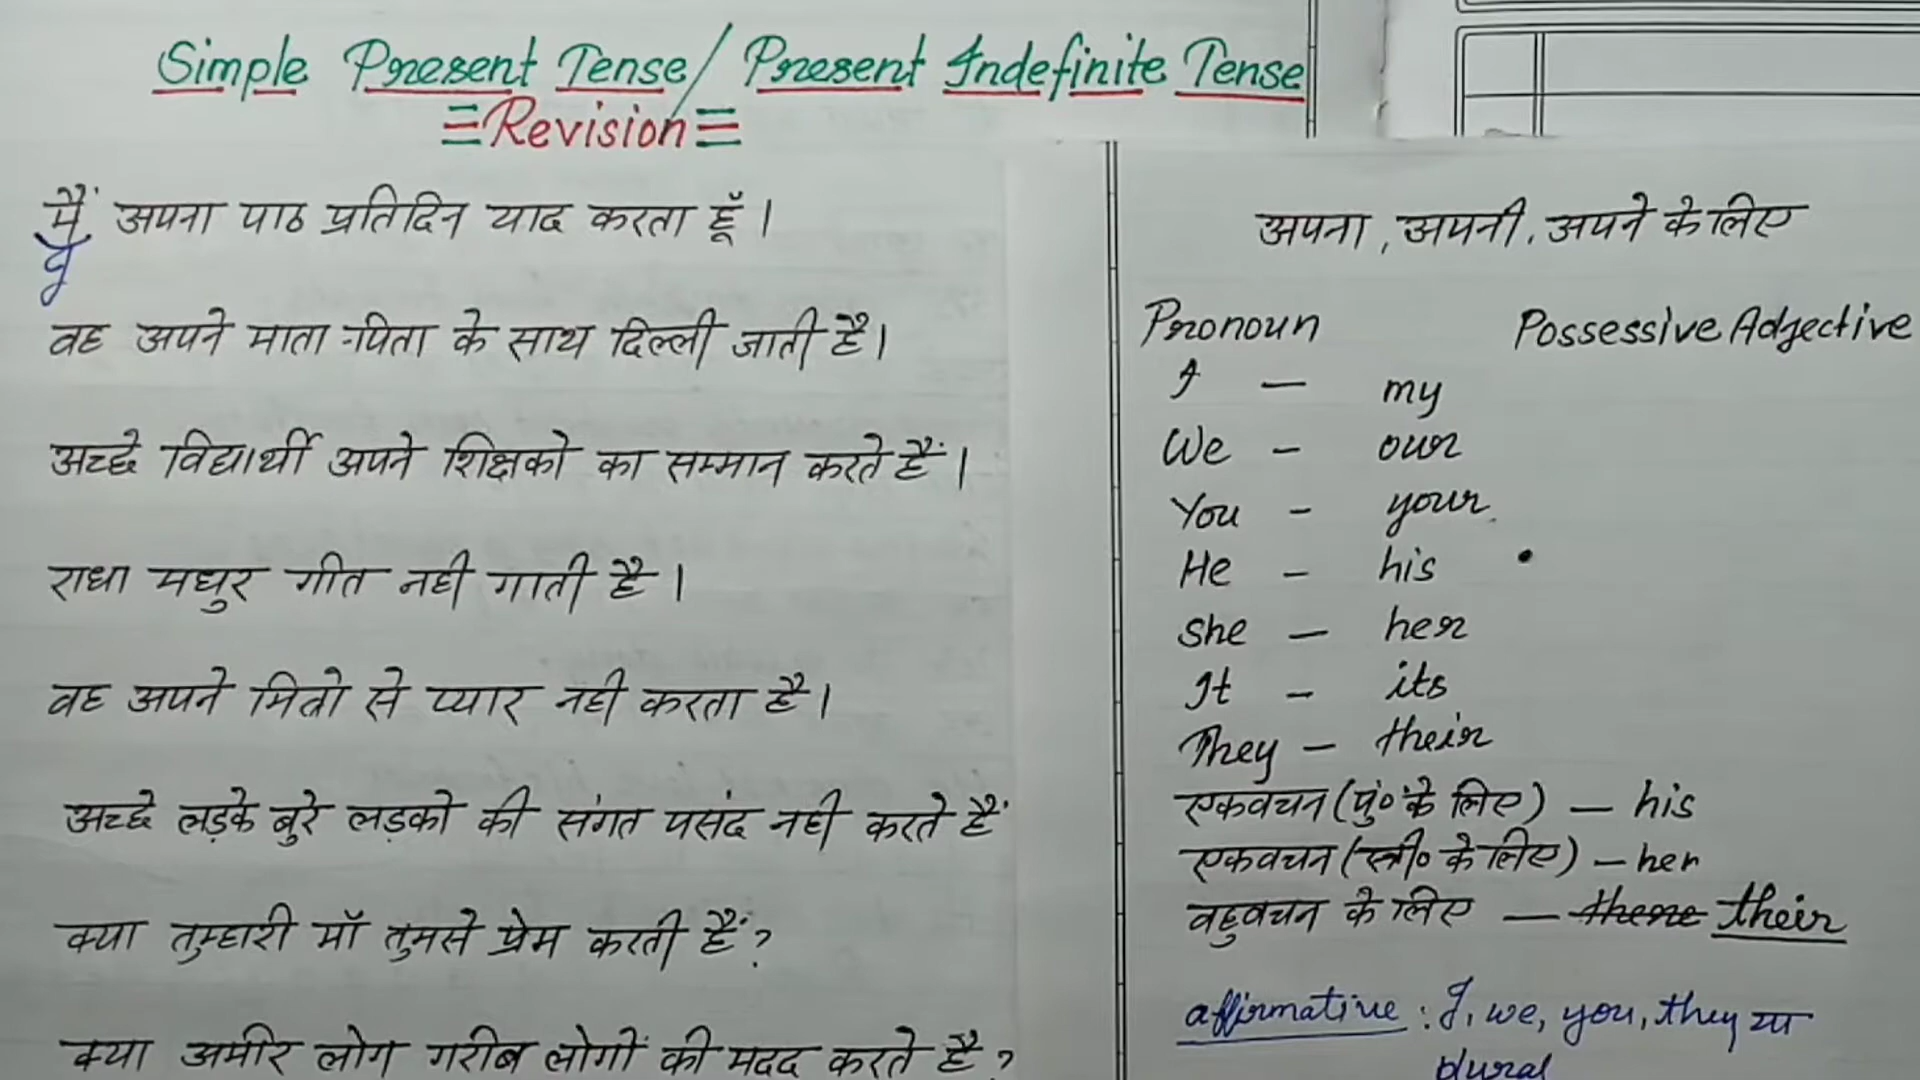 Simple Present Tense/ Present Indefinite Tense
Revision
मैं अपना पाठ प्रतिदिन याद करता हूँ।
I
वह अपने माता-पिता के साथ दिल्ली जाती है।
अच्छे विद्यार्थी अपने शिक्षको का सम्मान करते हैं।
राधा मधुर गीत नही गाती है।
वह अपने मित्रो से प्यार नही करता है।
अच्छे लड़के बुरे लड़को की संगत पसंद नही करते हैं
क्या तुम्हारी माँ तुमसे प्रेम करती हैं?
क्या अमीर लोग गरीब लोगों की मदद करते है?
अपना, अपनी, अपने के लिए
Pronoun Possessive Adjective
I — my
We - our
You - your
He - his
She - her
It - its
They - their
एकवचन (पुं० के लिए) - his
एकवचन (स्त्री० के लिए) - her
बहुवचन के लिए - there their
affirmative : I, we, you, they या
plural